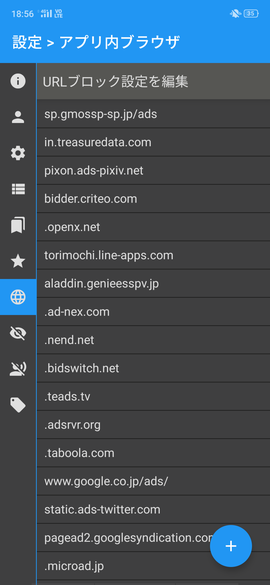 18:56
89
設定 > アプリ内ブラウザ
URLブロック設定を編集
sp.gmossp-sp.jp/ads
in.treasuredata.com
pixon.ads-pixiv.net
bidder.criteo.com
.openx.net
torimochi.line-apps.com
aladdin.genieesspv.jp
.ad-nex.com
.nend.net
.bidswitch.net
.teads.tv
.adsrvr.org
.taboola.com
www.google.co.jp/ads/
static.ads-twitter.com
pagead2.googlesyndication.com
.microad.jp